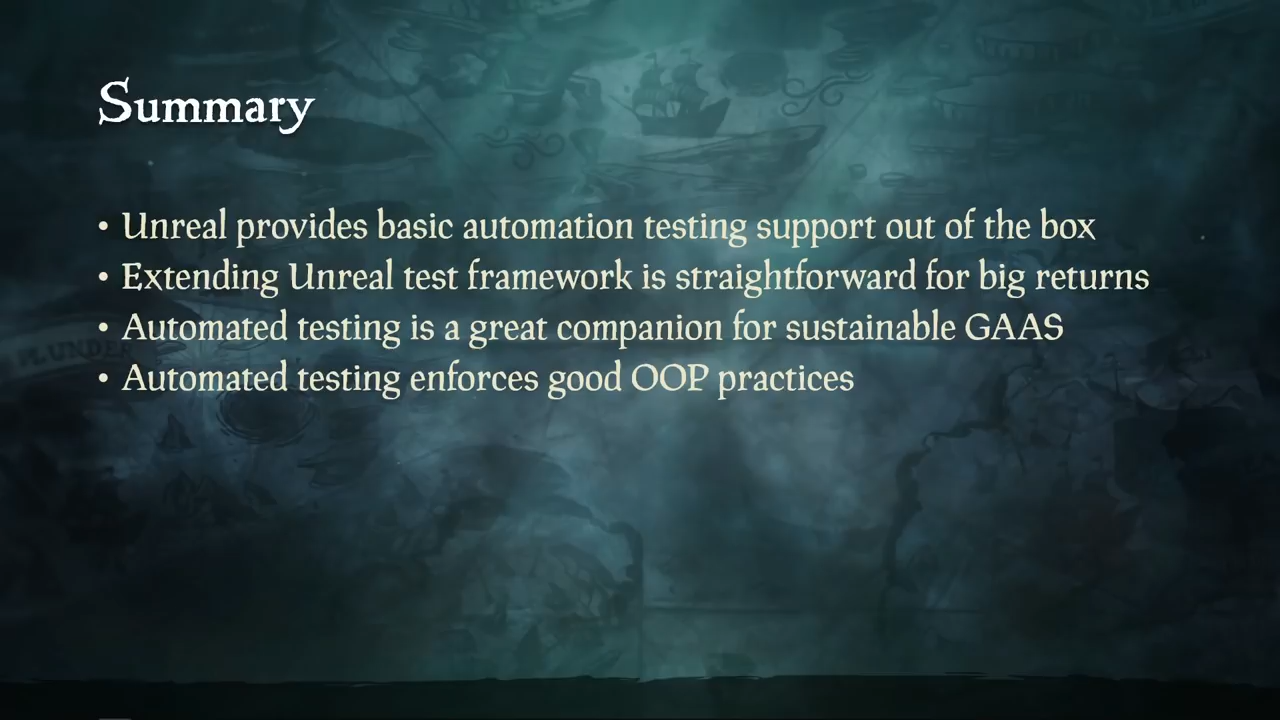 Summary
• Unreal provides basic automation testing support out of the box
• Extending Unreal test framework is straightforward for big returns
• Automated testing is a great companion for sustainable GAAS
• Automated testing enforces good OOP practices
PLUNDER